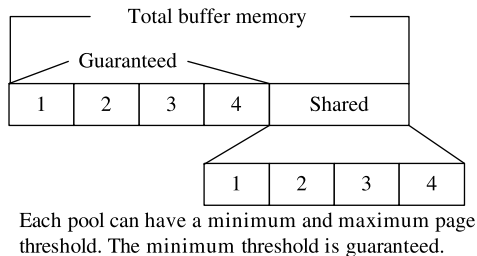 Total buffer memory
Guaranteed
1 2 3 4 Shared
1 2 3 4
Each pool can have a minimum and maximum page
threshold. The minimum threshold is guaranteed.